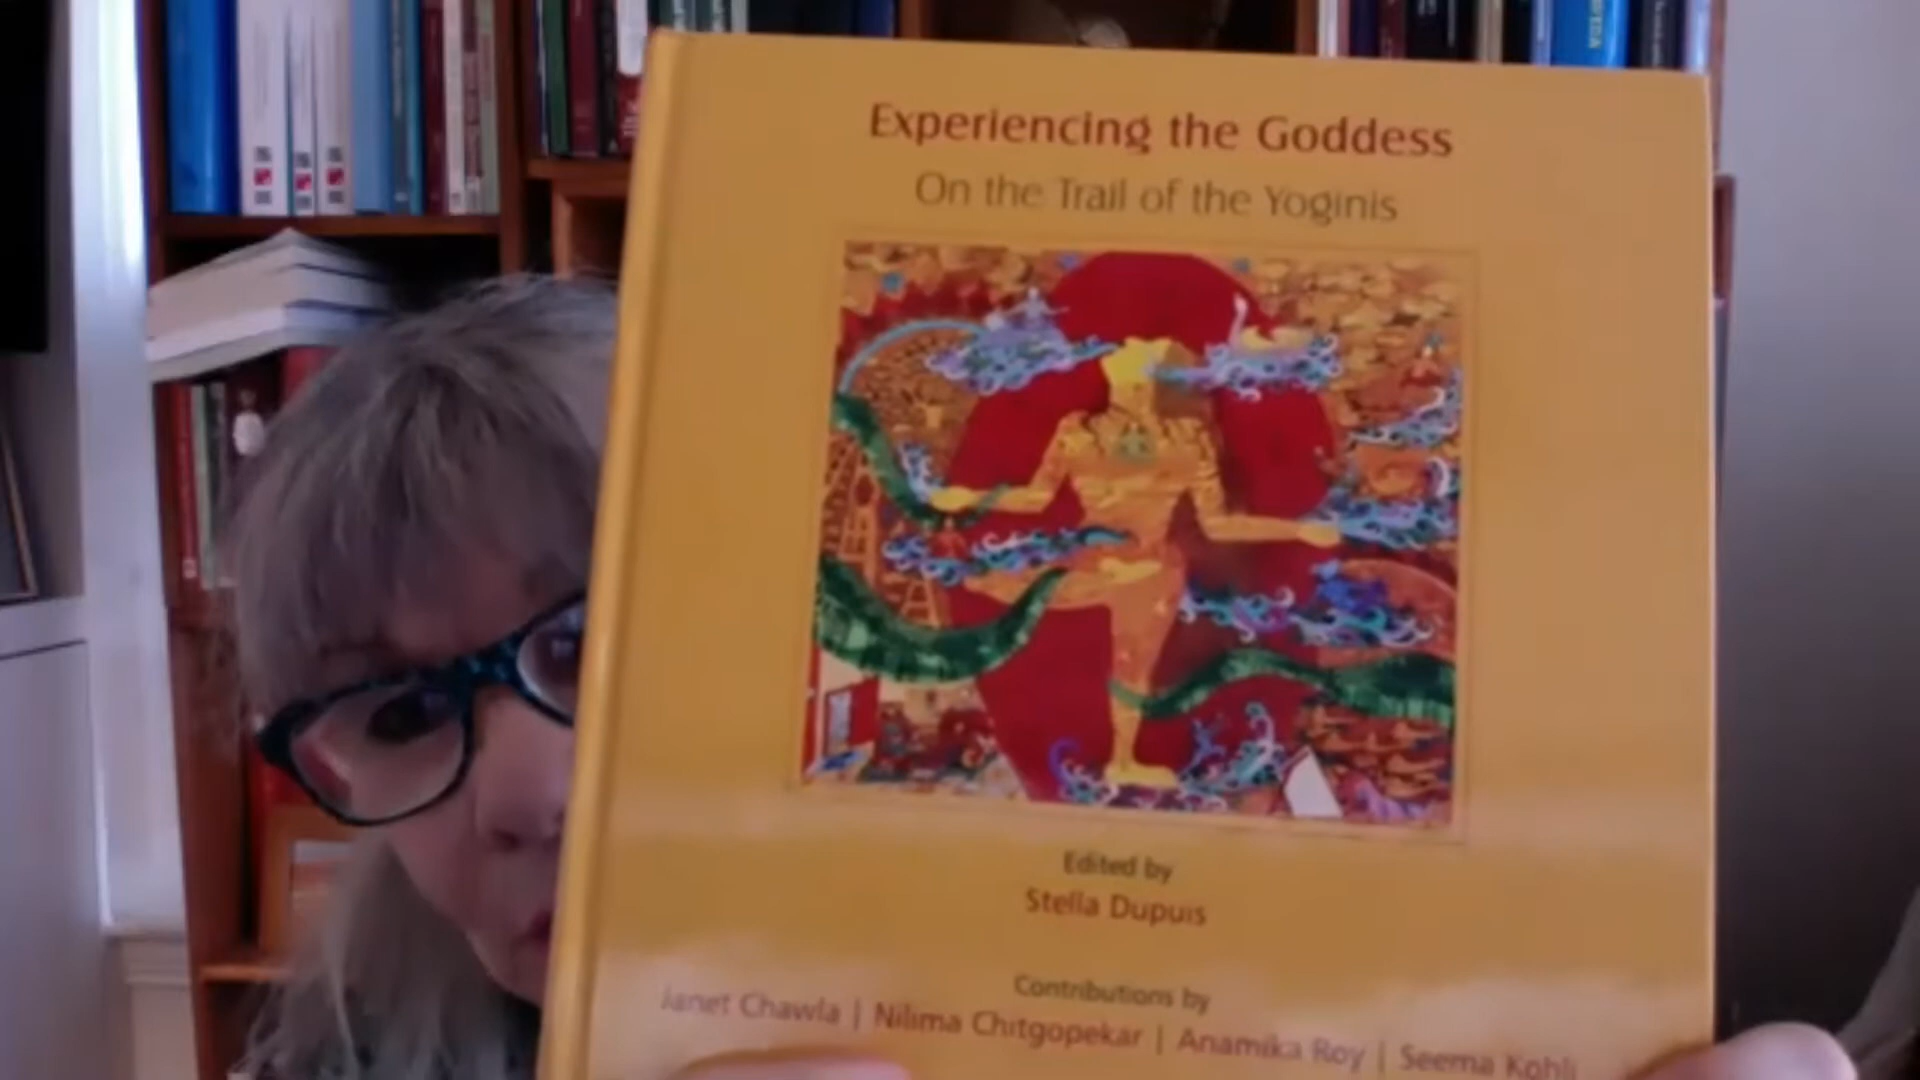 Experiencing the Goddess
On the Trail of the Yoginis
Edited by
Stella Dupuis
Contributions by
Janet Chawla | Nilima Chitgopekar | Anamika Roy | Seema Kohli